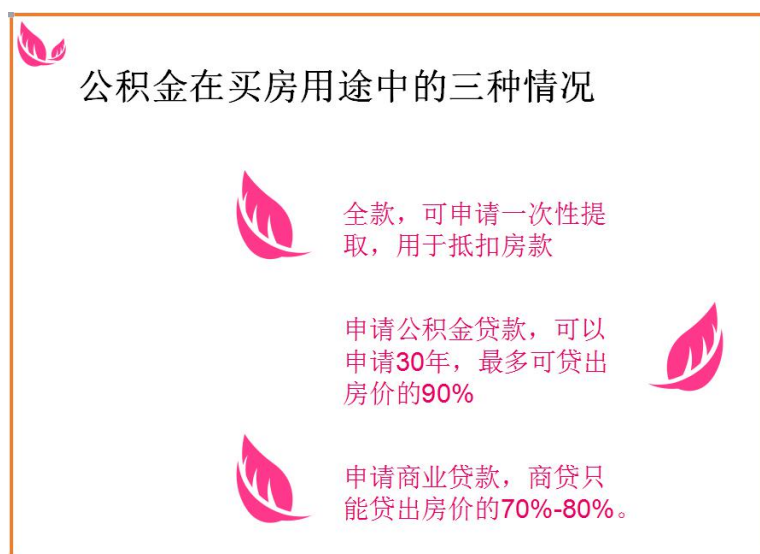 公积金在买房用途中的三种情况
全款，可申请一次性提
取，用于抵扣房款
申请公积金贷款，可以
申请30年，最多可贷出
房价的90%
申请商业贷款，商贷只
能贷出房价的70%-80%。